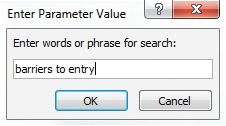 Enter Parameter Value
Enter words or phrase for search:
barriers to entry
OK Cancel